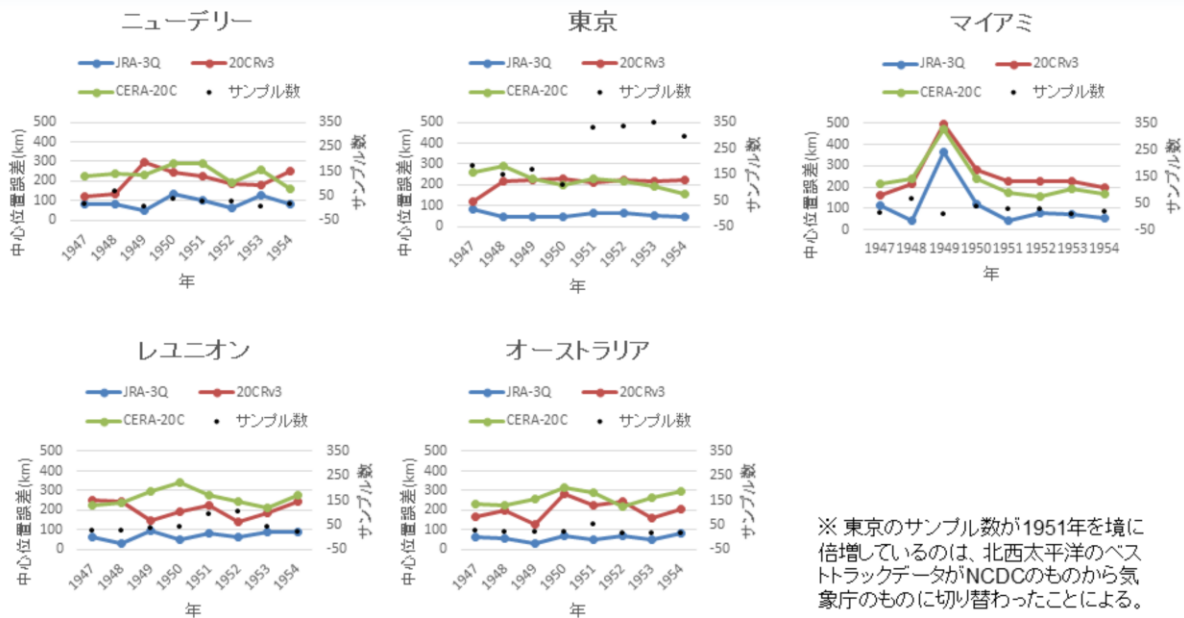 ニューデリー
JRA-3Q 20CRv3
CERA-20C サンプル数
中心位置誤差(km)
500
400
300
200
100
0
350
250
150
50
-50
サンプル数
1947 1948 1949 1950 1951 1952 1953 1954
年
東京
JRA-3Q 20CRv3
CERA-20C サンプル数
中心位置誤差(km)
500
400
300
200
100
0
350
250
150
50
-50
サンプル数
1947 1948 1949 1950 1951 1952 1953 1954
年
マイアミ
JRA-3Q 20CRv3
CERA-20C サンプル数
中心位置誤差(km)
500
400
300
200
100
0
350
250
150
50
-50
サンプル数
1947 1948 1949 1950 1951 1952 1953 1954
年
レユニオン
JRA-3Q 20CRv3
CERA-20C サンプル数
中心位置誤差(km)
500
400
300
200
100
0
350
250
150
50
-50
サンプル数
1947 1948 1949 1950 1951 1952 1953 1954
年
オーストラリア
JRA-3Q 20CRv3
CERA-20C サンプル数
中心位置誤差(km)
500
400
300
200
100
0
350
250
150
50
-50
サンプル数
1947 1948 1949 1950 1951 1952 1953 1954
年
※ 東京のサンプル数が1951年を境に
倍増しているのは、北西太平洋のベス
トトラックデータがNCDCのものから気
象庁のものに切り替わったことによる。